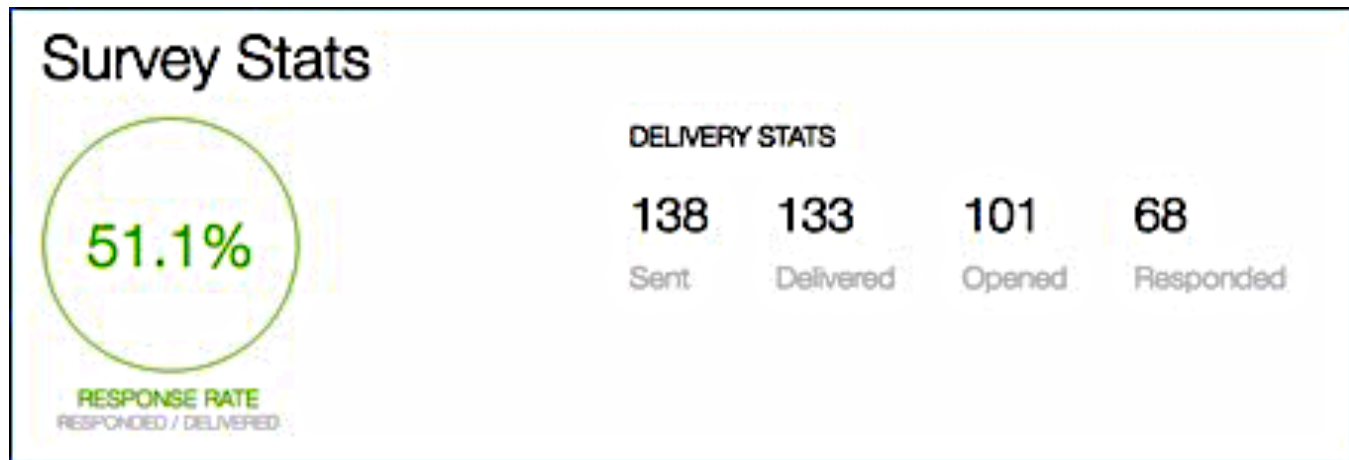 Survey Stats
51.1%
RESPONSE RATE
RESPONDED / DELIVERED
DELIVERY STATS
138 133 101 68
Sent Delivered Opened Responded